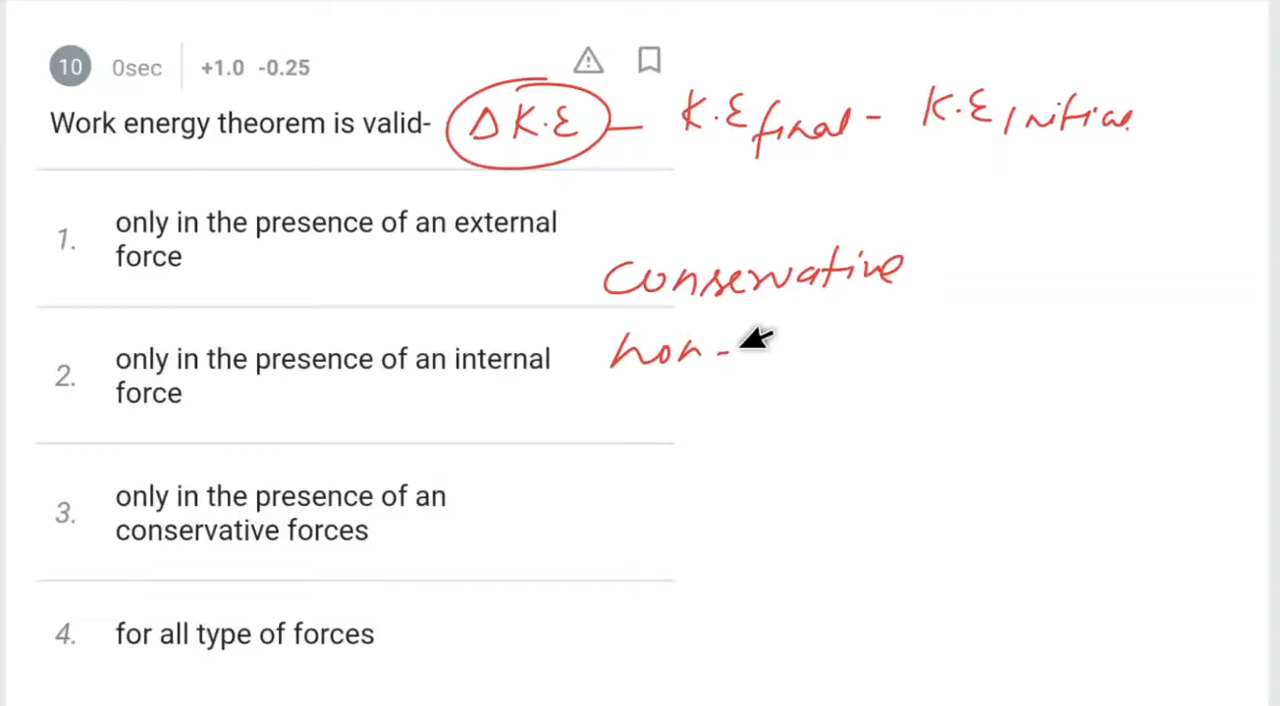 10 0sec +1.0 -0.25
Work energy theorem is valid- Δ K.E – K.E final - K.E Initial
1. only in the presence of an external
force
conservative
non -
2. only in the presence of an internal
force
3. only in the presence of an
conservative forces
4. for all type of forces